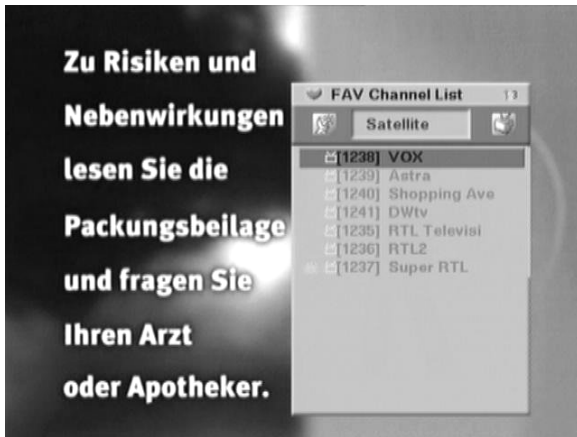 Zu Risiken und
Nebenwirkungen
lesen Sie die
Packungsbeilage
und fragen Sie
Ihren Arzt
oder Apotheker.
FAV Channel List
Satellite
[1238] VOX
[1239] Astra
[1240] Shopping Ave
[1241] DWtv
[1235] RTL Televisi
[1236] RTL2
[1237] Super RTL